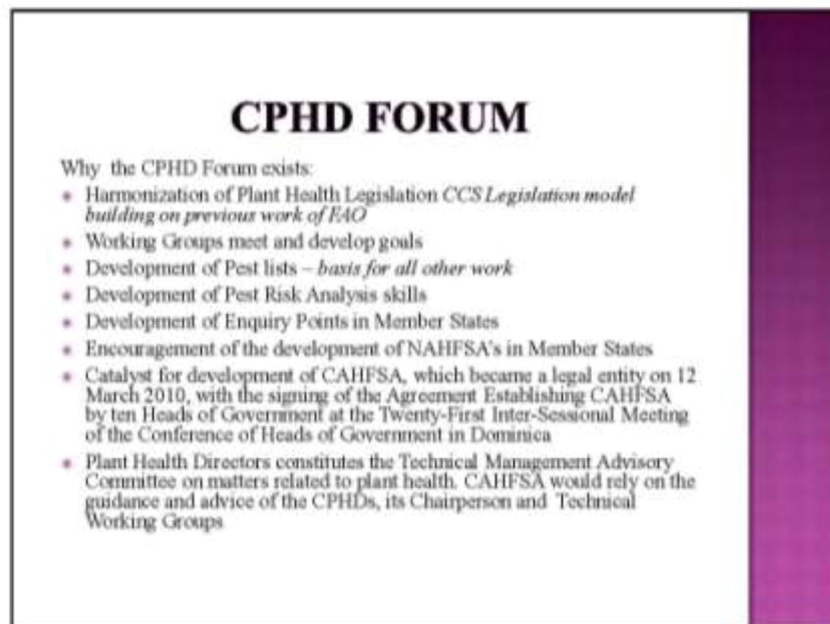 CPHD FORUM
Why the CPHD Forum exists:
Harmonization of Plant Health Legislation CCS Legislation model
building on previous work of FAO
Working Groups meet and develop goals
Development of Pest lists – basis for all other work
Development of Pest Risk Analysis skills
Development of Enquiry Points in Member States
Encouragement of the development of NAHFSA's in Member States
Catalyst for development of CAHFSA, which became a legal entity on 12
March 2010, with the signing of the Agreement Establishing CAHFSA
by ten Heads of Government at the Twenty-First Inter-Sessional Meeting
of the Conference of Heads of Government in Dominica
Plant Health Directors constitutes the Technical Management Advisory
Committee on matters related to plant health. CAHFSA would rely on the
guidance and advice of the CPHDs, its Chairperson and Technical
Working Groups